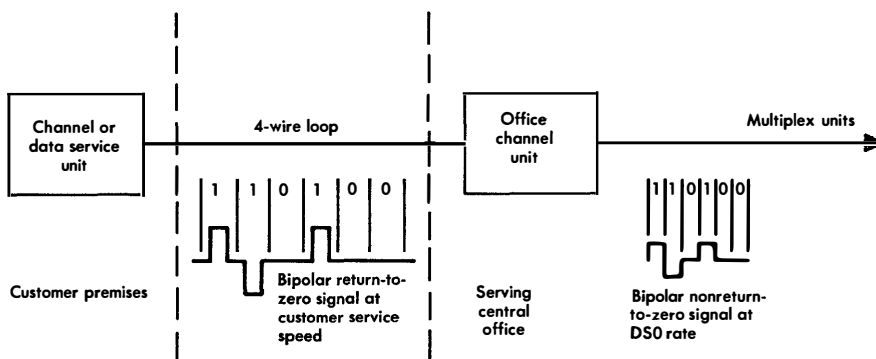 Channel or
data service
unit
4-wire loop
Office
channel
unit
Multiplex units
1 1 0 1 0 0
1 1 0 1 0 0
Customer premises
Bipolar return-to-
zero signal at
customer service
speed
Serving
central
office
Bipolar nonreturn-
to-zero signal at
DS0 rate